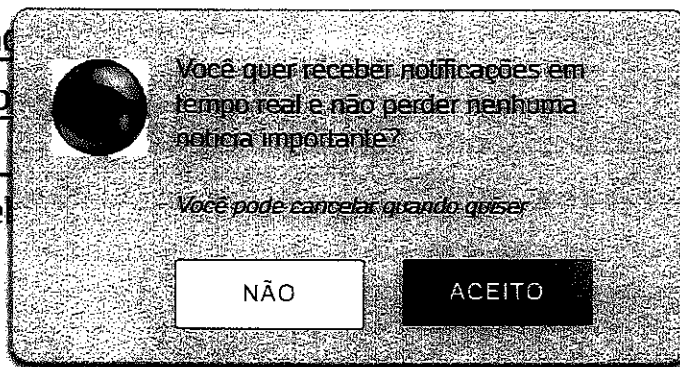 Você quer receber notificações em
tempo real e não perder nenhuma
notícia importante?
Você pode cancelar quando quiser
NÃO
ACEITO